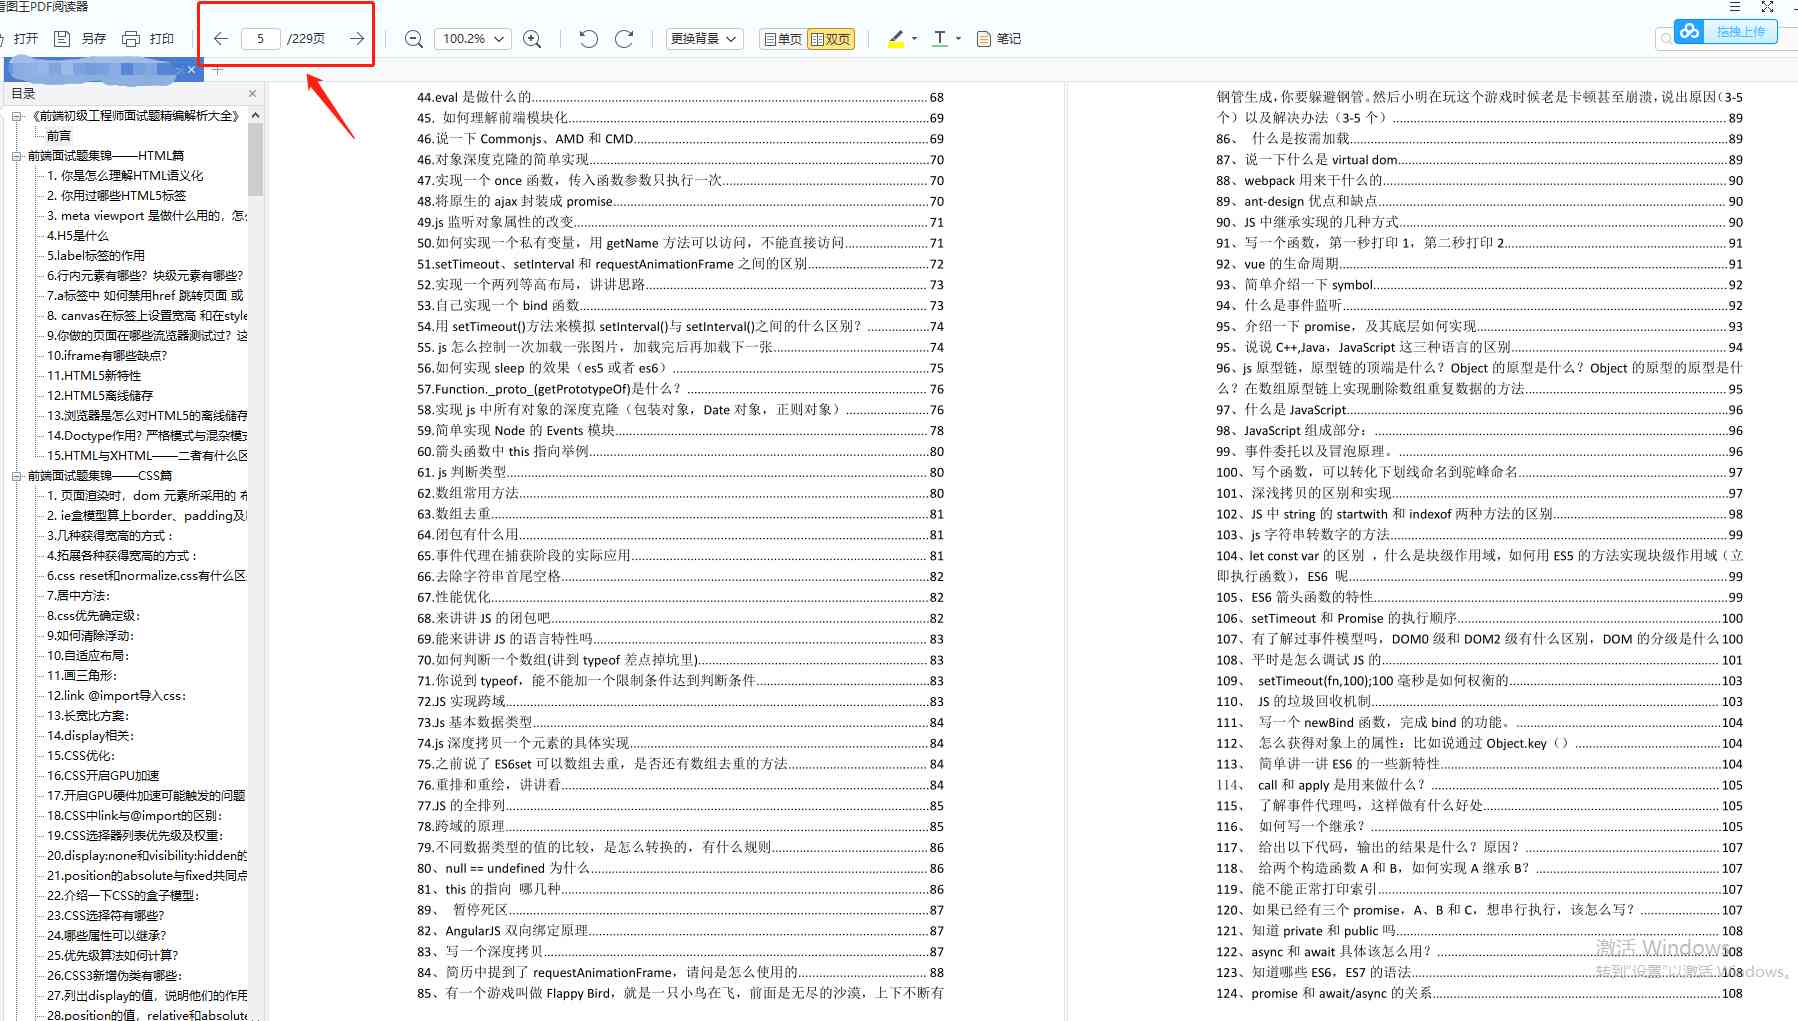 看图王PDF阅读器
打开 另存 打印 5 /229页 100.2% 更换背景 单页 双页 笔记 拖拽上传
目录
《前端初级工程师面试题精编解析大全》
前言
前端面试题集锦——HTML篇
1. 你是怎么理解HTML语义化
2. 你用过哪些HTML5标签
3. meta viewport 是做什么用的，怎么
4.H5是什么
5.label标签的作用
6.行内元素有哪些？块级元素有哪些？
7.a标签中 如何禁用href 跳转页面 或
8. canvas在标签上设置宽高 和在style
9.你做的页面在哪些流览器测试过？这
10.iframe有哪些缺点?
11.HTML5新特性
12.HTML5离线储存
13.浏览器是怎么对HTML5的离线储存
14.Doctype作用? 严格模式与混杂模式
15.HTML与XHTML——二者有什么区
前端面试题集锦——CSS篇
1. 页面渲染时，dom 元素所采用的 布
2. ie盒模型算上border、padding及
3.几种获得宽高的方式 :
4.拓展各种获得宽高的方式 :
6.css reset和normalize.css有什么区
7.居中方法:
8.css优先确定级:
9.如何清除浮动:
10.自适应布局:
11.画三角形:
12.link @import导入css:
13.长宽比方案:
14.display相关:
15.CSS优化:
16.CSS开启GPU加速
17.开启GPU硬件加速可能触发的问题
18.CSS中link与@import的区别:
19.CSS选择器列表优先级及权重:
20.display:none和visibility:hidden的
21.position的absolute与fixed共同点
22.介绍一下CSS的盒子模型:
23.CSS选择符有哪些?
24.哪些属性可以继承?
25.优先级算法如何计算?
26.CSS3新增伪类有哪些:
27.列出display的值，说明他们的作用
28.position的值，relative和absolute
44.eval 是做什么的 68
45. 如何理解前端模块化 69
46.说一下 Commonjs、AMD 和 CMD 69
46.对象深度克隆的简单实现 70
47.实现一个 once 函数，传入函数参数只执行一次 70
48.将原生的 ajax 封装成 promise 70
49.js 监听对象属性的改变 71
50.如何实现一个私有变量，用 getName 方法可以访问，不能直接访问 71
51.setTimeout、setInterval 和 requestAnimationFrame 之间的区别 72
52.实现一个两列等高布局，讲讲思路 73
53.自己实现一个 bind 函数 73
54.用 setTimeout()方法来模拟 setInterval()与 setInterval()之间的什么区别？ 74
55. js 怎么控制一次加载一张图片，加载完后再加载下一张 74
56.如何实现 sleep 的效果（es5 或者 es6） 75
57.Function._proto_(getPrototypeOf)是什么？ 76
58.实现 js 中所有对象的深度克隆（包装对象，Date 对象，正则对象） 76
59.简单实现 Node 的 Events 模块 78
60.箭头函数中 this 指向举例 80
61. js 判断类型 80
62.数组常用方法 80
63.数组去重 81
64.闭包有什么用 81
65.事件代理在捕获阶段的实际应用 81
66.去除字符串首尾空格 82
67.性能优化 82
68.来讲讲 JS 的闭包吧 82
69.能来讲讲 JS 的语言特性吗 83
70.如何判断一个数组(讲到 typeof 差点掉坑里) 83
71.你说到 typeof，能不能加一个限制条件达到判断条件 83
72.JS 实现跨域 83
73.Js 基本数据类型 84
74.js 深度拷贝一个元素的具体实现 84
75.之前说了 ES6set 可以数组去重，是否还有数组去重的方法 84
76.重排和重绘，讲讲看 84
77.JS 的全排列 85
78.跨域的原理 85
79.不同数据类型的值的比较，是怎么转换的，有什么规则 86
80、null == undefined 为什么 86
81、this 的指向 哪几种 86
89、 暂停死区 87
82、AngularJS 双向绑定原理 87
83、写一个深度拷贝 87
84、简历中提到了 requestAnimationFrame，请问是怎么使用的 88
85、有一个游戏叫做 Flappy Bird，就是一只小鸟在飞，前面是无尽的沙漠，上下不断有
钢管生成，你要躲避钢管。然后小明在玩这个游戏时候老是卡顿甚至崩溃，说出原因（3-5
个）以及解决办法（3-5 个） 89
86、 什么是按需加载 89
87、说一下什么是 virtual dom 89
88、webpack 用来干什么的 90
89、ant-design 优点和缺点 90
90、JS 中继承实现的几种方式 90
91、写一个函数，第一秒打印 1，第二秒打印 2 91
92、vue 的生命周期 91
93、简单介绍一下 symbol 92
94、什么是事件监听 92
95、介绍一下 promise，及其底层如何实现 93
95、说说 C++,Java，JavaScript 这三种语言的区别 94
96、js 原型链，原型链的顶端是什么？Object 的原型是什么？Object 的原型的原型是什
么？在数组原型链上实现删除数组重复数据的方法 95
97、什么是 JavaScript 96
98、JavaScript 组成部分： 96
99、事件委托以及冒泡原理。 96
100、写个函数，可以转化下划线命名到驼峰命名 97
101、深浅拷贝的区别和实现 97
102、JS 中 string 的 startwith 和 indexof 两种方法的区别 98
103、js 字符串转数字的方法 99
104、let const var 的区别 ，什么是块级作用域，如何用 ES5 的方法实现块级作用域（立
即执行函数），ES6 呢 99
105、ES6 箭头函数的特性 99
106、setTimeout 和 Promise 的执行顺序 100
107、有了解过事件模型吗，DOM0 级和 DOM2 级有什么区别，DOM 的分级是什么 100
108、平时是怎么调试 JS 的 101
109、 setTimeout(fn,100);100 毫秒是如何权衡的 103
110、 JS 的垃圾回收机制 103
111、 写一个 newBind 函数，完成 bind 的功能。 104
112、 怎么获得对象上的属性：比如说通过 Object.key（） 104
113、 简单讲一讲 ES6 的一些新特性 104
114、 call 和 apply 是用来做什么？ 105
115、 了解事件代理吗，这样做有什么好处 105
116、 如何写一个继承？ 105
117、 给出以下代码，输出的结果是什么？原因？ 107
118、 给两个构造函数 A 和 B，如何实现 A 继承 B？ 107
119、能不能正常打印索引 107
120、如果已经有三个 promise，A、B 和 C，想串行执行，该怎么写？ 107
121、知道 private 和 public 吗 108
122、async 和 await 具体该怎么用？ 108
123、知道哪些 ES6，ES7 的语法 108
124、promise 和 await/async 的关系 108
激活 Windows
转到“设置”以激活 Windows。